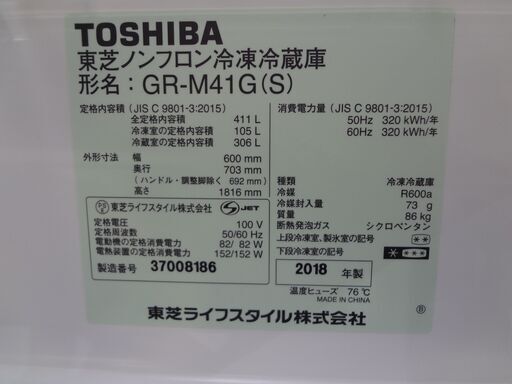 TOSHIBA
東芝ノンフロン冷凍冷蔵庫
形名：GR-M41G(S)
定格内容積（JIS C 9801-3:2015）
全定格内容積 411 L
冷凍室の定格内容積 105 L
冷蔵室の定格内容積 306 L
外形寸法 幅 600 mm
奥行 703 mm
（ハンドル・調整脚除く 692 mm）
高さ 1816 mm
消費電力量（JIS C 9801-3:2015）
50Hz 320 kWh/年
60Hz 320 kWh/年
種類 冷凍冷蔵庫
冷媒 R600a
冷媒封入量 73 g
質量 86 kg
断熱発泡ガス シクロペンタン
上段冷凍室、製氷室の記号 **
下段冷凍室の記号 * ***
PSE 東芝ライフスタイル株式会社 S JET
定格電圧 100 V
定格周波数 50/60 Hz
電動機の定格消費電力 82/ 82 W
電熱装置の定格消費電力 152/152 W
製造番号 37008186
2018 年製
温度ヒューズ 76℃
MADE IN CHINA
東芝ライフスタイル株式会社
Ⓑ